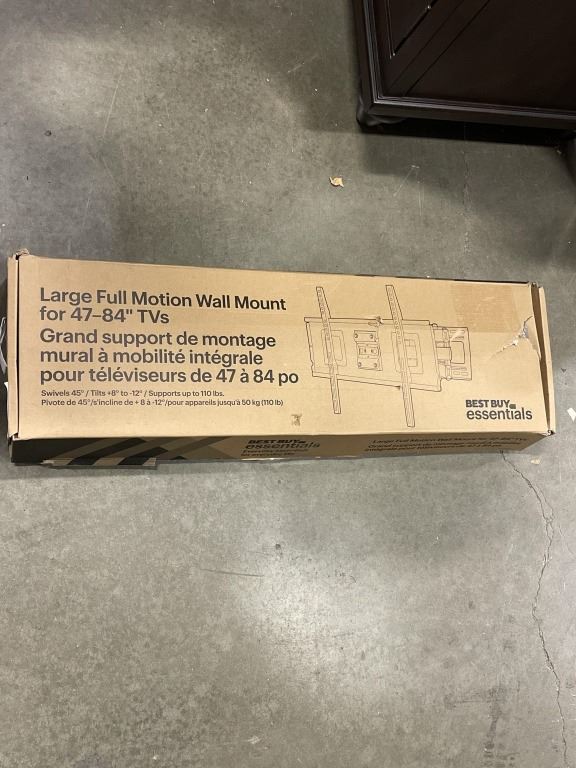 Large Full Motion Wall Mount
for 47–84" TVs
Grand support de montage
mural à mobilité intégrale
pour téléviseurs de 47 à 84 po
Swivels 45° / Tilts +8° to -12° / Supports up to 110 lbs.
Pivote de 45°/s'incline de + 8 à -12°/pour appareils jusqu'à 50 kg (110 lb)
BEST BUY
essentials
BEST BUY
essentials
Large Full Motion Wall Mount for 47-84" TVs